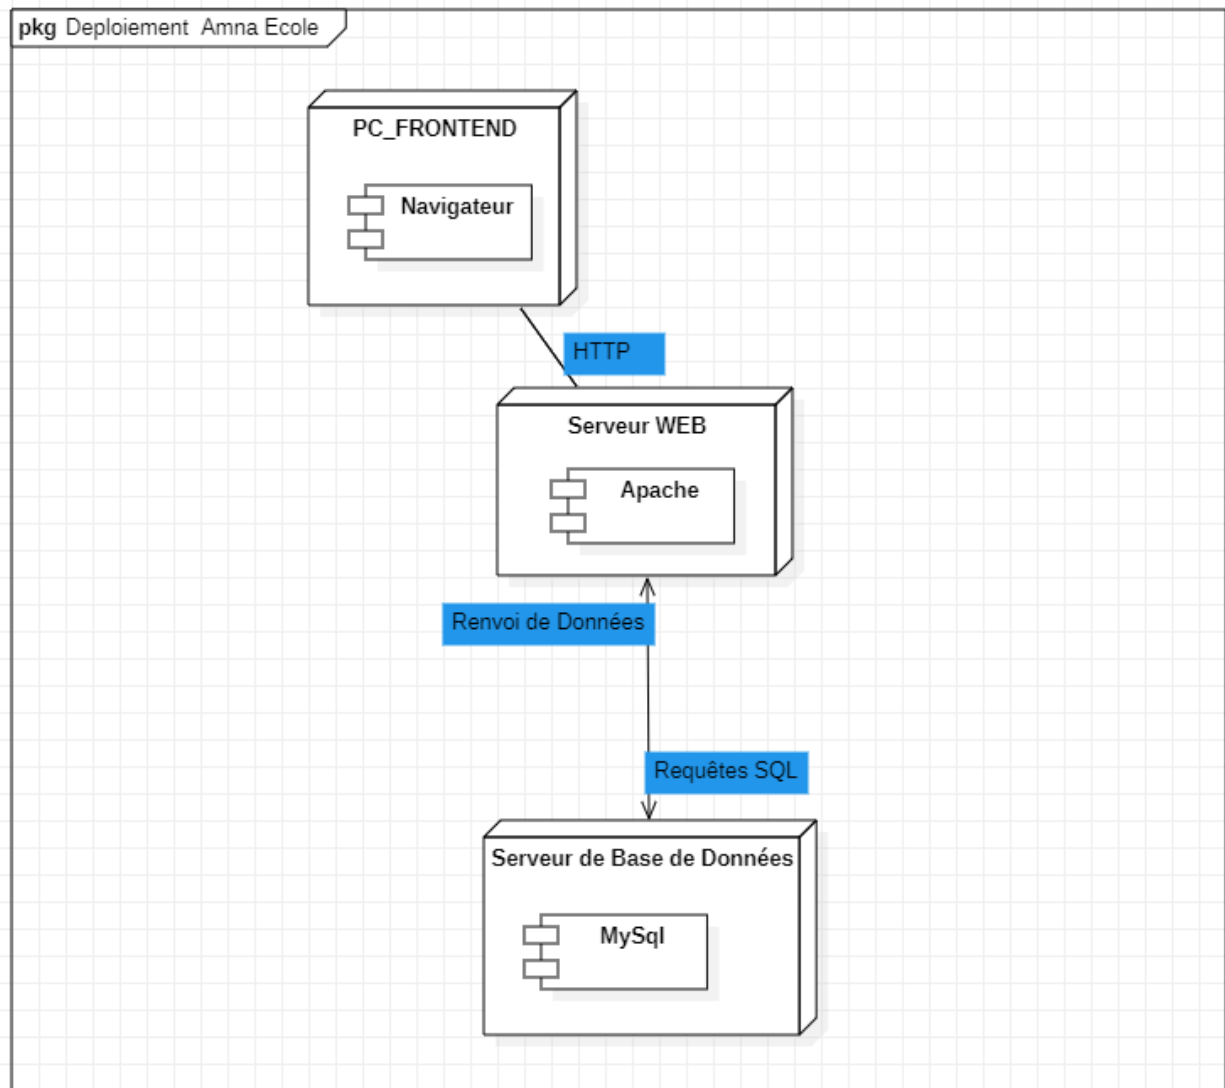 pkg Deploiement Amna Ecole
PC_FRONTEND
Navigateur
HTTP
Serveur WEB
Apache
Renvoi de Données
Requêtes SQL
Serveur de Base de Données
MySql